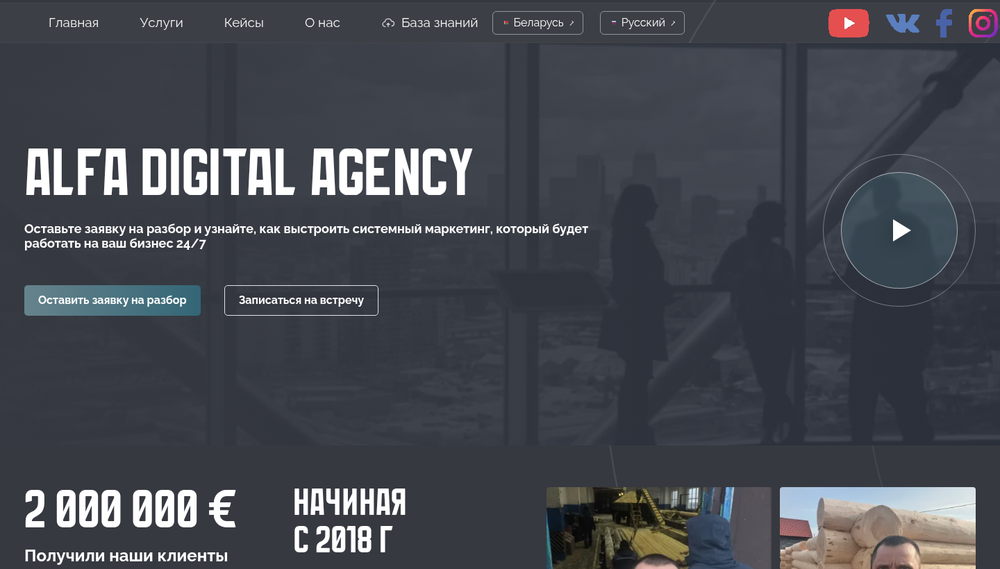 Главная Услуги Кейсы О нас База знаний Беларусь Русский
ALFA DIGITAL AGENCY
Оставьте заявку на разбор и узнайте, как выстроить системный маркетинг, который будет
работать на ваш бизнес 24/7
Оставить заявку на разбор Записаться на встречу
2 000 000 €
Получили наши клиенты
НАЧИНАЯ
С 2018 Г